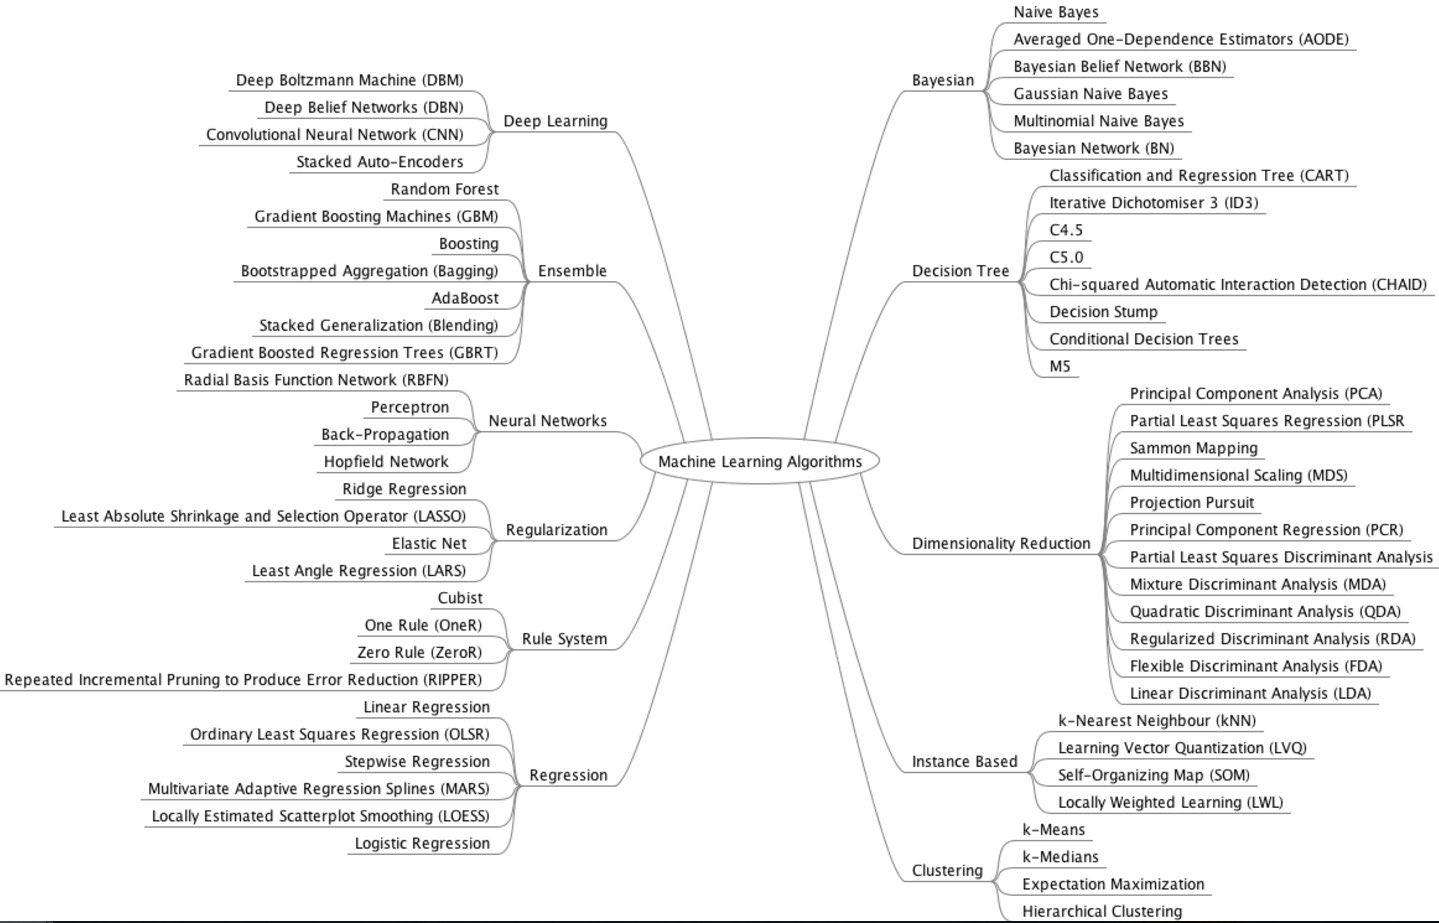 Deep Boltzmann Machine (DBM)
Deep Belief Networks (DBN)
Convolutional Neural Network (CNN)
Stacked Auto-Encoders
Deep Learning
Random Forest
Gradient Boosting Machines (GBM)
Boosting
Bootstrapped Aggregation (Bagging)
AdaBoost
Stacked Generalization (Blending)
Gradient Boosted Regression Trees (GBRT)
Ensemble
Radial Basis Function Network (RBFN)
Perceptron
Back-Propagation
Hopfield Network
Neural Networks
Ridge Regression
Least Absolute Shrinkage and Selection Operator (LASSO)
Elastic Net
Least Angle Regression (LARS)
Regularization
Cubist
One Rule (OneR)
Zero Rule (ZeroR)
Repeated Incremental Pruning to Produce Error Reduction (RIPPER)
Rule System
Linear Regression
Ordinary Least Squares Regression (OLSR)
Stepwise Regression
Multivariate Adaptive Regression Splines (MARS)
Locally Estimated Scatterplot Smoothing (LOESS)
Logistic Regression
Regression
Machine Learning Algorithms
Bayesian
Naive Bayes
Averaged One-Dependence Estimators (AODE)
Bayesian Belief Network (BBN)
Gaussian Naive Bayes
Multinomial Naive Bayes
Bayesian Network (BN)
Decision Tree
Classification and Regression Tree (CART)
Iterative Dichotomiser 3 (ID3)
C4.5
C5.0
Chi-squared Automatic Interaction Detection (CHAID)
Decision Stump
Conditional Decision Trees
M5
Dimensionality Reduction
Principal Component Analysis (PCA)
Partial Least Squares Regression (PLSR
Sammon Mapping
Multidimensional Scaling (MDS)
Projection Pursuit
Principal Component Regression (PCR)
Partial Least Squares Discriminant Analysis
Mixture Discriminant Analysis (MDA)
Quadratic Discriminant Analysis (QDA)
Regularized Discriminant Analysis (RDA)
Flexible Discriminant Analysis (FDA)
Linear Discriminant Analysis (LDA)
Instance Based
k-Nearest Neighbour (kNN)
Learning Vector Quantization (LVQ)
Self-Organizing Map (SOM)
Locally Weighted Learning (LWL)
Clustering
k-Means
k-Medians
Expectation Maximization
Hierarchical Clustering